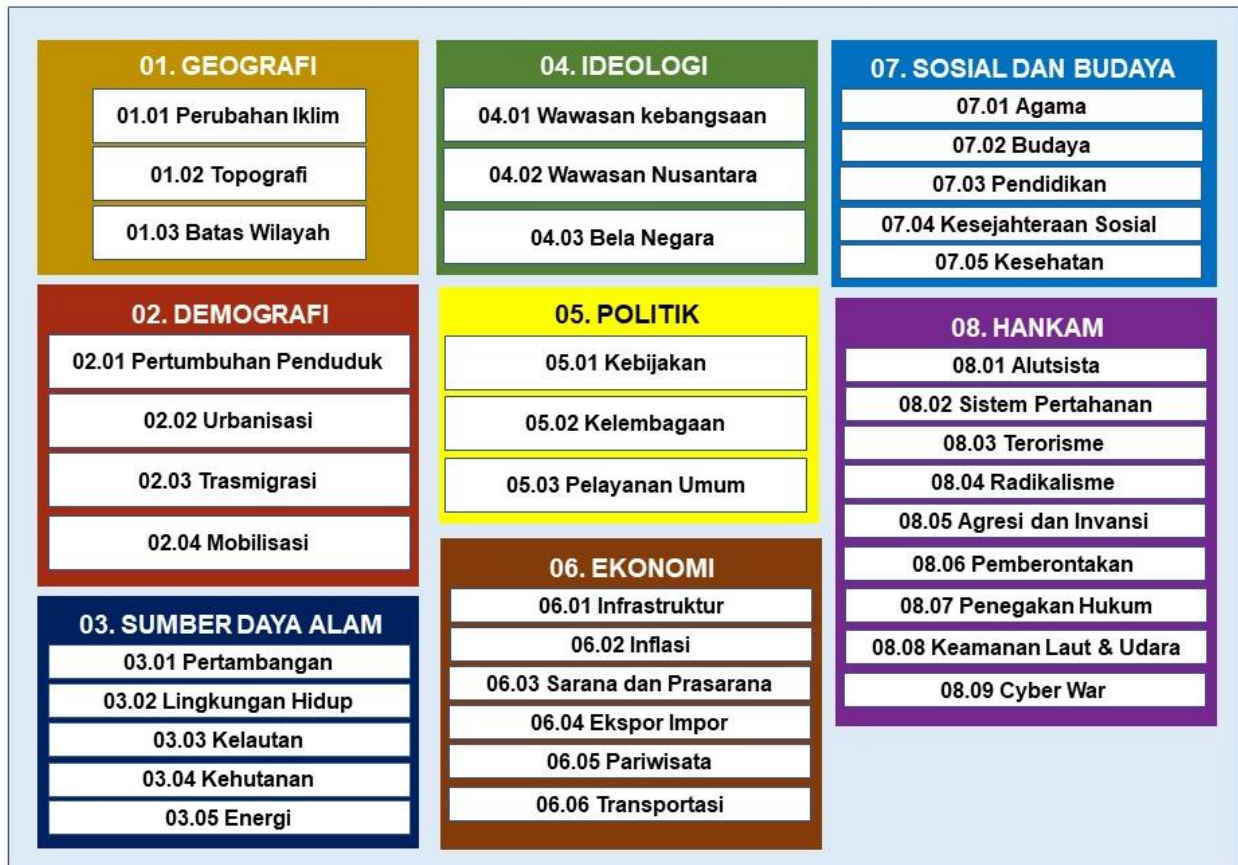 01. GEOGRAFI
01.01 Perubahan Iklim
01.02 Topografi
01.03 Batas Wilayah
02. DEMOGRAFI
02.01 Pertumbuhan Penduduk
02.02 Urbanisasi
02.03 Trasmigrasi
02.04 Mobilisasi
03. SUMBER DAYA ALAM
03.01 Pertambangan
03.02 Lingkungan Hidup
03.03 Kelautan
03.04 Kehutanan
03.05 Energi
04. IDEOLOGI
04.01 Wawasan kebangsaan
04.02 Wawasan Nusantara
04.03 Bela Negara
05. POLITIK
05.01 Kebijakan
05.02 Kelembagaan
05.03 Pelayanan Umum
06. EKONOMI
06.01 Infrastruktur
06.02 Inflasi
06.03 Sarana dan Prasarana
06.04 Ekspor Impor
06.05 Pariwisata
06.06 Transportasi
07. SOSIAL DAN BUDAYA
07.01 Agama
07.02 Budaya
07.03 Pendidikan
07.04 Kesejahteraan Sosial
07.05 Kesehatan
08. HANKAM
08.01 Alutsista
08.02 Sistem Pertahanan
08.03 Terorisme
08.04 Radikalisme
08.05 Agresi dan Invansi
08.06 Pemberontakan
08.07 Penegakan Hukum
08.08 Keamanan Laut & Udara
08.09 Cyber War